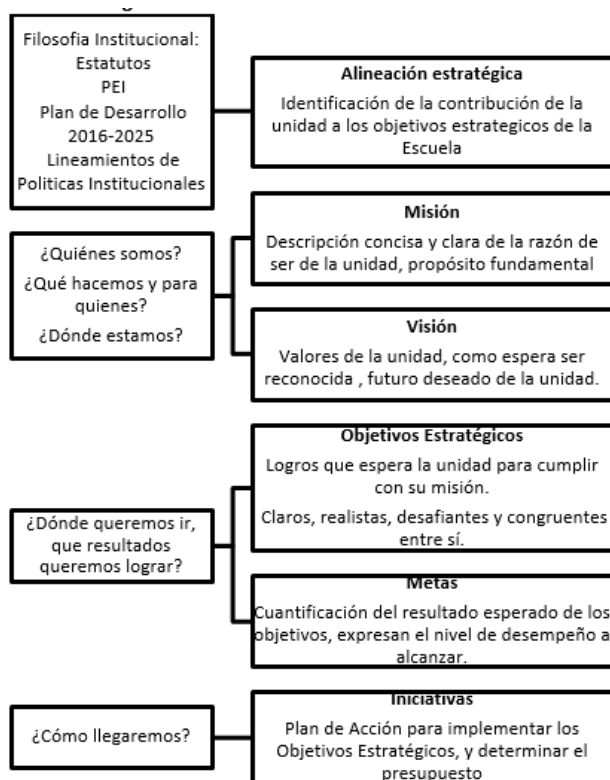 Filosofia Institucional:
Estatutos
PEI
Plan de Desarrollo
2016-2025
Lineamientos de
Politicas Institucionales
Alineación estratégica
Identificación de la contribución de la
unidad a los objetivos estrategicos de la
Escuela
¿Quiénes somos?
¿Qué hacemos y para
quienes?
¿Dónde estamos?
Misión
Descripción concisa y clara de la razón de
ser de la unidad, propósito fundamental
Visión
Valores de la unidad, como espera ser
reconocida , futuro deseado de la unidad.
¿Dónde queremos ir,
que resultados
queremos lograr?
Objetivos Estratégicos
Logros que espera la unidad para cumplir
con su misión.
Claros, realistas, desafiantes y congruentes
entre sí.
Metas
Cuantificación del resultado esperado de los
objetivos, expresan el nivel de desempeño a
alcanzar.
¿Cómo llegaremos?
Iniciativas
Plan de Acción para implementar los
Objetivos Estratégicos, y determinar el
presupuesto